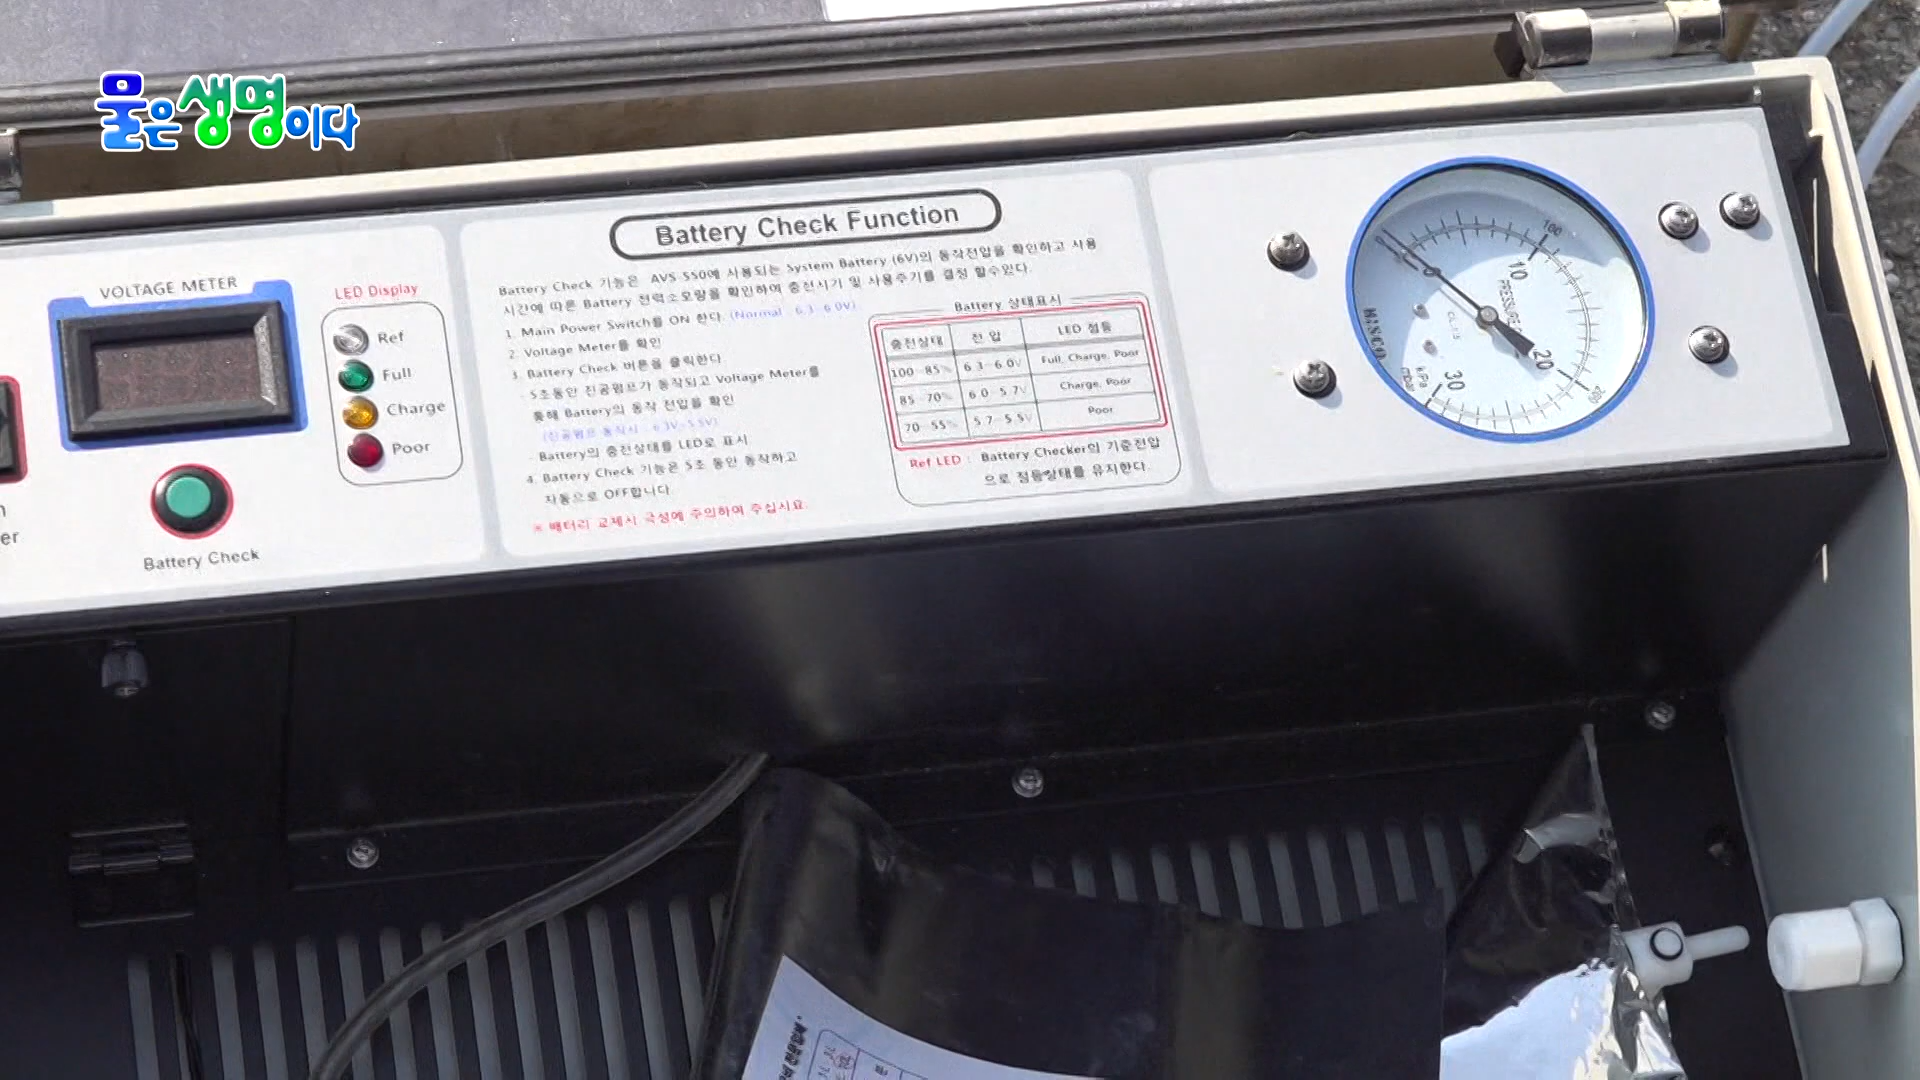 물은생명이다
VOLTAGE METER
LED Display
Ref
Full
Charge
Poor
Battery Check
er
Battery Check Function
Battery Check 기능은 AVS-550에 사용되는 System Battery (6V)의 동작전압을 확인하고 사용
시간에 따른 Battery 전력소모량을 확인하여 충전시기 및 사용주기를 결정 할수있다.
1. Main Power Switch를 ON 한다. (Normal : 6.3~6.0V)
2. Voltage Meter를 확인
3. Battery Check 버튼을 클릭한다.
- 5초동안 진공펌프가 동작되고 Voltage Meter를
통해 Battery의 동작 전압을 확인
(진공펌프 동작시 : 6.3V~5.5V)
- Battery의 충전상태를 LED로 표시
4. Battery Check 기능은 5초 동안 동작하고
자동으로 OFF합니다.
※ 배터리 교체시 극성에 주의하여 주십시요.
Battery 상태표시
충전상태 전 압 LED 점등
100~85% 6.3~6.0V Full, Charge, Poor
85~70% 6.0~5.7V Charge, Poor
70~55% 5.7~5.5V Poor
Ref LED : Battery Checker의 기준전압
으로 점등상태를 유지한다.
0
10
20
30
100
200
kPa
mbar